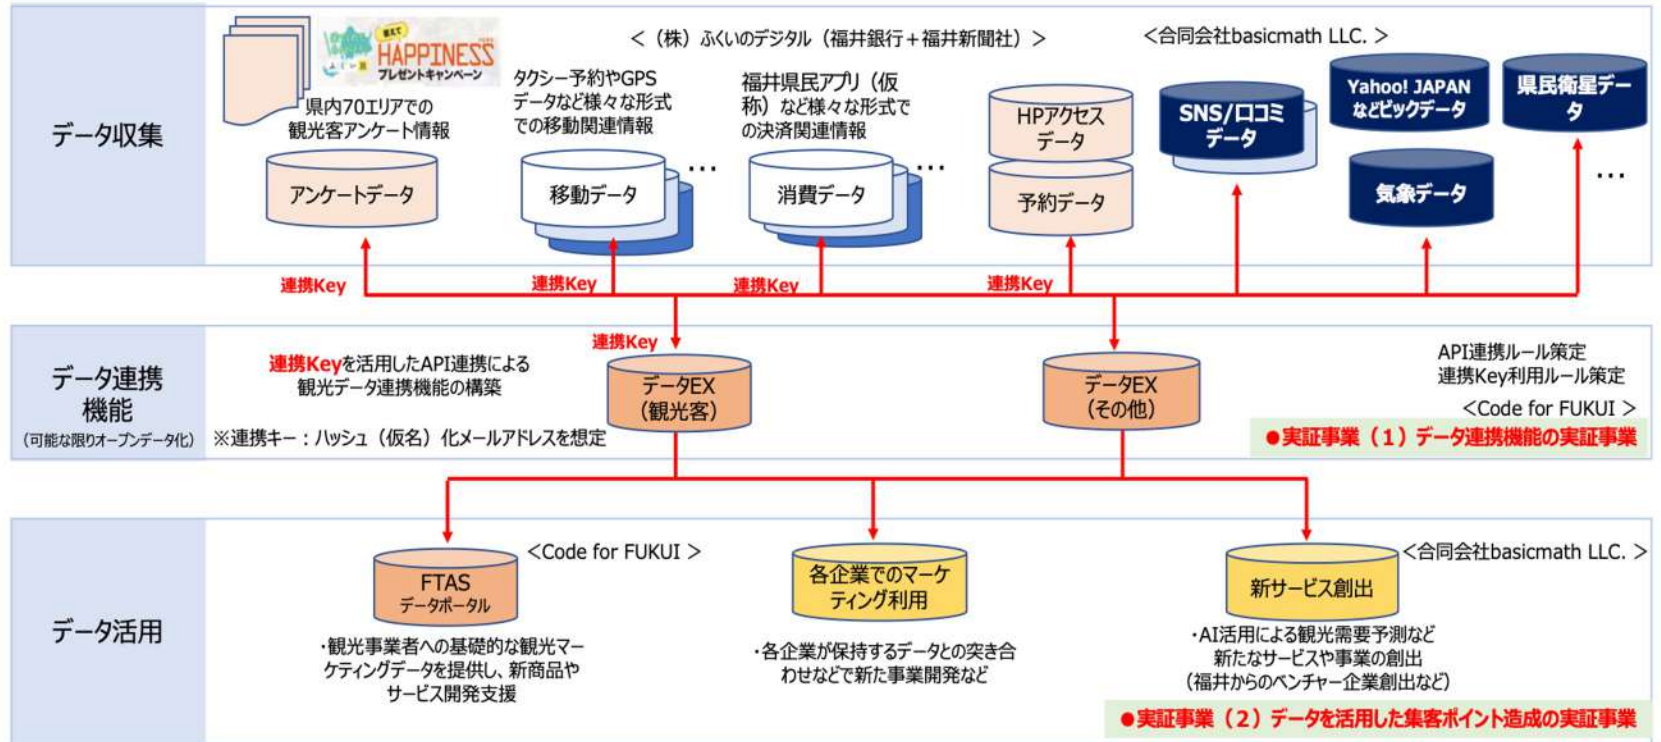 データ収集
答えて
HAPPINESS
プレゼントキャンペーン
県内70エリアでの
観光客アンケート情報
アンケートデータ
＜（株）ふくいのデジタル（福井銀行＋福井新聞社）＞
タクシー予約やGPS
データなど様々な形式
での移動関連情報
移動データ
…
福井県民アプリ（仮
称）など様々な形式で
の決済関連情報
消費データ
…
HPアクセス
データ
予約データ
＜合同会社basicmath LLC.＞
SNS/口コミ
データ
Yahoo! JAPAN
などビックデータ
気象データ
県民衛星デー
タ
…
連携Key
連携Key
連携Key
連携Key
データ連携
機能
（可能な限りオープンデータ化）
連携Keyを活用したAPI連携による
観光データ連携機能の構築
※連携キー：ハッシュ（仮名）化メールアドレスを想定
連携Key
データEX
（観光客）
データEX
（その他）
API連携ルール策定
連携Key利用ルール策定
＜Code for FUKUI＞
●実証事業（１）データ連携機能の実証事業
データ活用
＜Code for FUKUI＞
FTAS
データポータル
・観光事業者への基礎的な観光マー
ケティングデータを提供し、新商品や
サービス開発支援
各企業でのマーケ
ティング利用
・各企業が保持するデータとの突き合
わせなどで新た事業開発など
＜合同会社basicmath LLC.＞
新サービス創出
・AI活用による観光需要予測など
新たなサービスや事業の創出
（福井からのベンチャー企業創出など）
●実証事業（２）データを活用した集客ポイント造成の実証事業